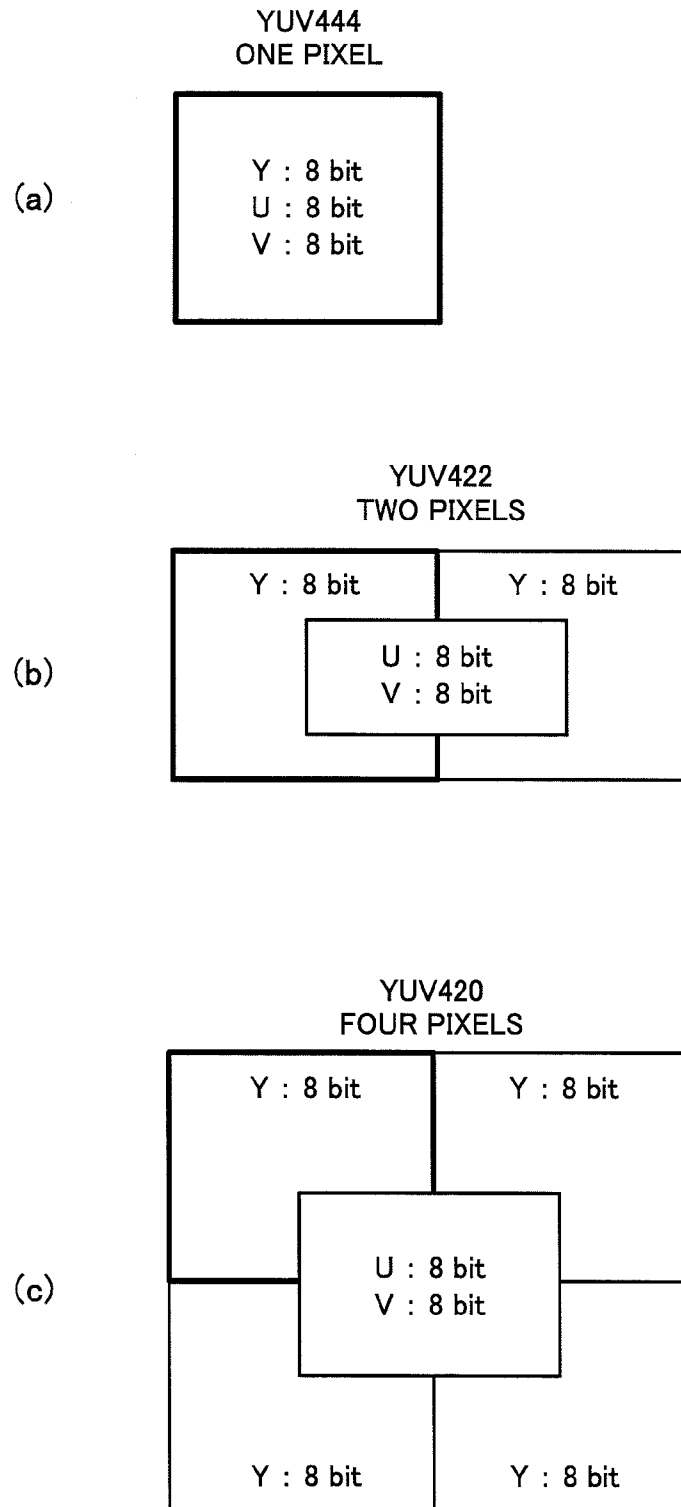 YUV444
ONE PIXEL
(a)
Y : 8 bit
U : 8 bit
V : 8 bit
YUV422
TWO PIXELS
(b)
Y : 8 bit
Y : 8 bit
U : 8 bit
V : 8 bit
YUV420
FOUR PIXELS
(c)
Y : 8 bit
Y : 8 bit
U : 8 bit
V : 8 bit
Y : 8 bit
Y : 8 bit